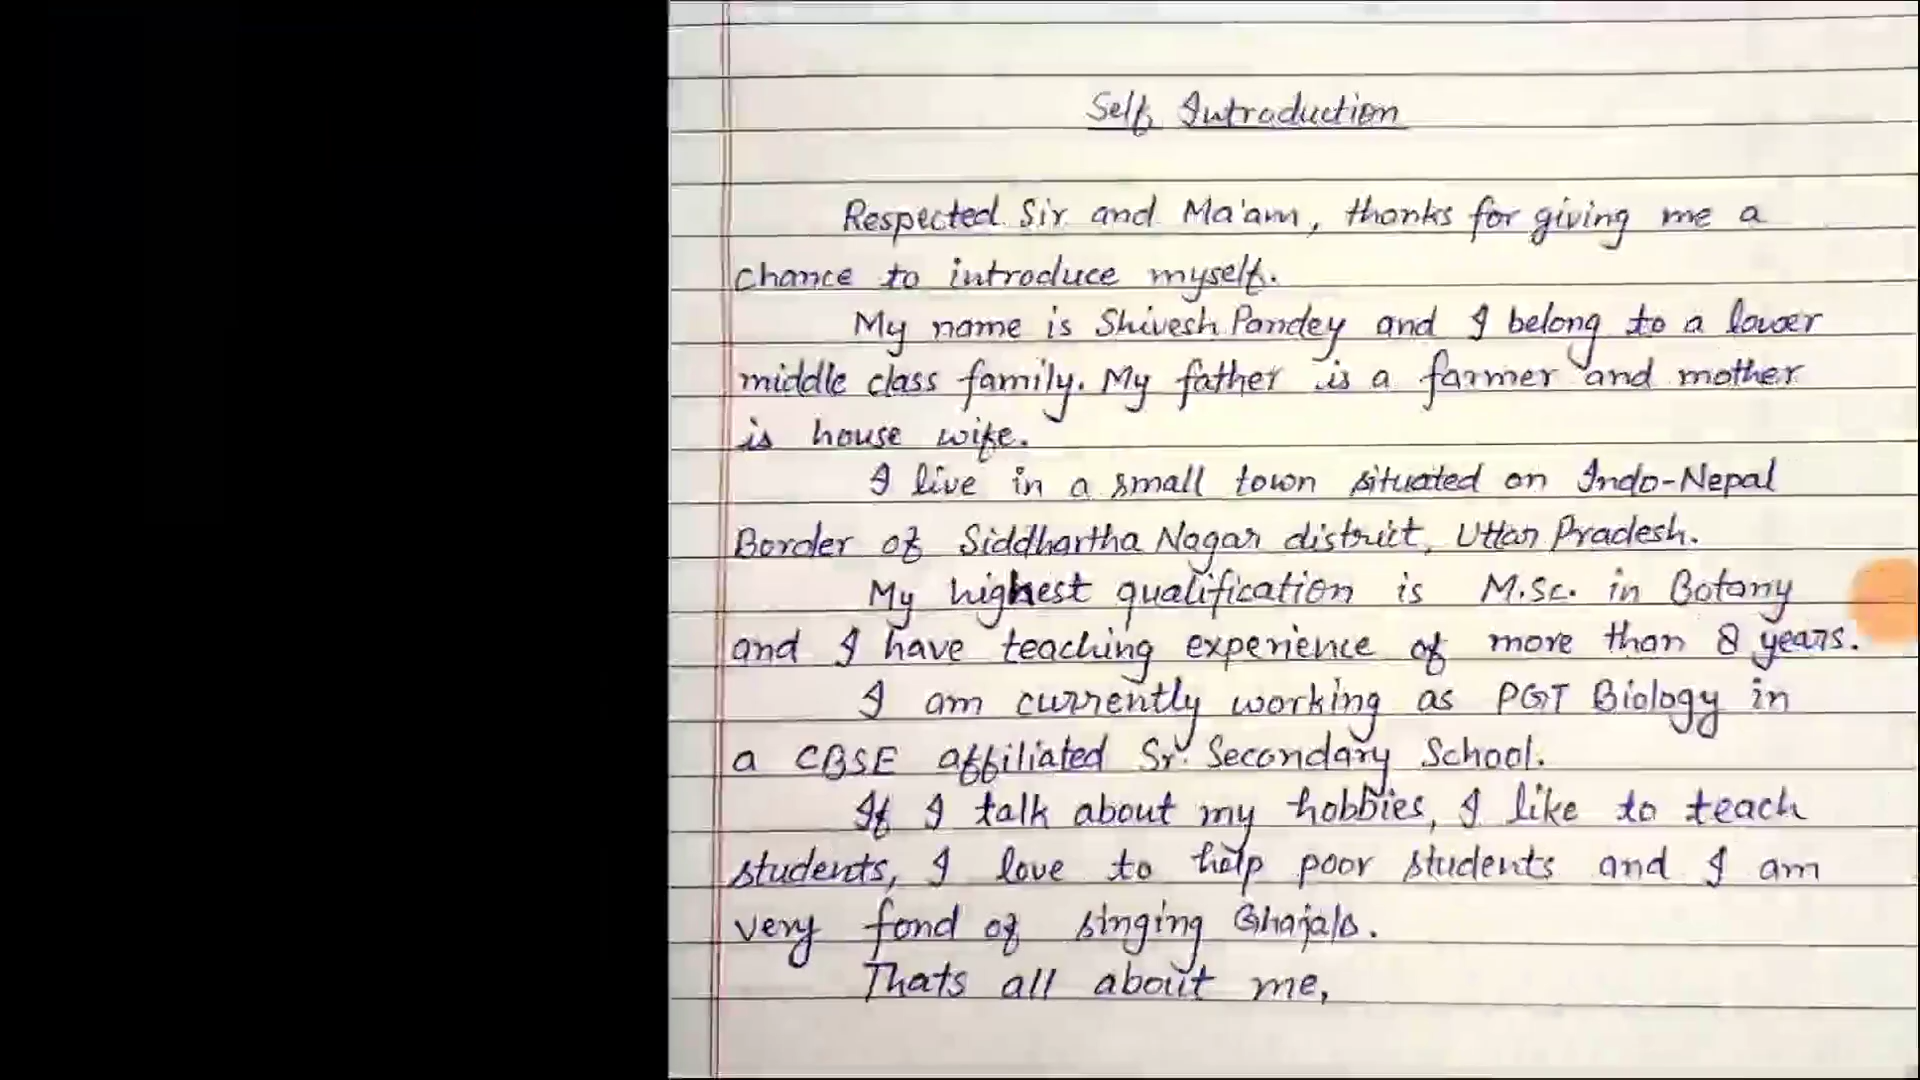 Self Introduction
Respected Sir and Ma'am, thanks for giving me a
chance to introduce myself.
My name is Shivesh Pandey and I belong to a lower
middle class family. My father is a farmer and mother
is house wife.
I live in a small town situated on Indo-Nepal
Border of Siddhartha Nagar district, Uttar Pradesh.
My highest qualification is M.Sc. in Botany
and I have teaching experience of more than 8 years.
I am currently working as PGT Biology in
a CBSE affiliated Sr. Secondary School.
If I talk about my hobbies, I like to teach
students, I love to help poor students and I am
very fond of singing Ghajals.
Thats all about me,